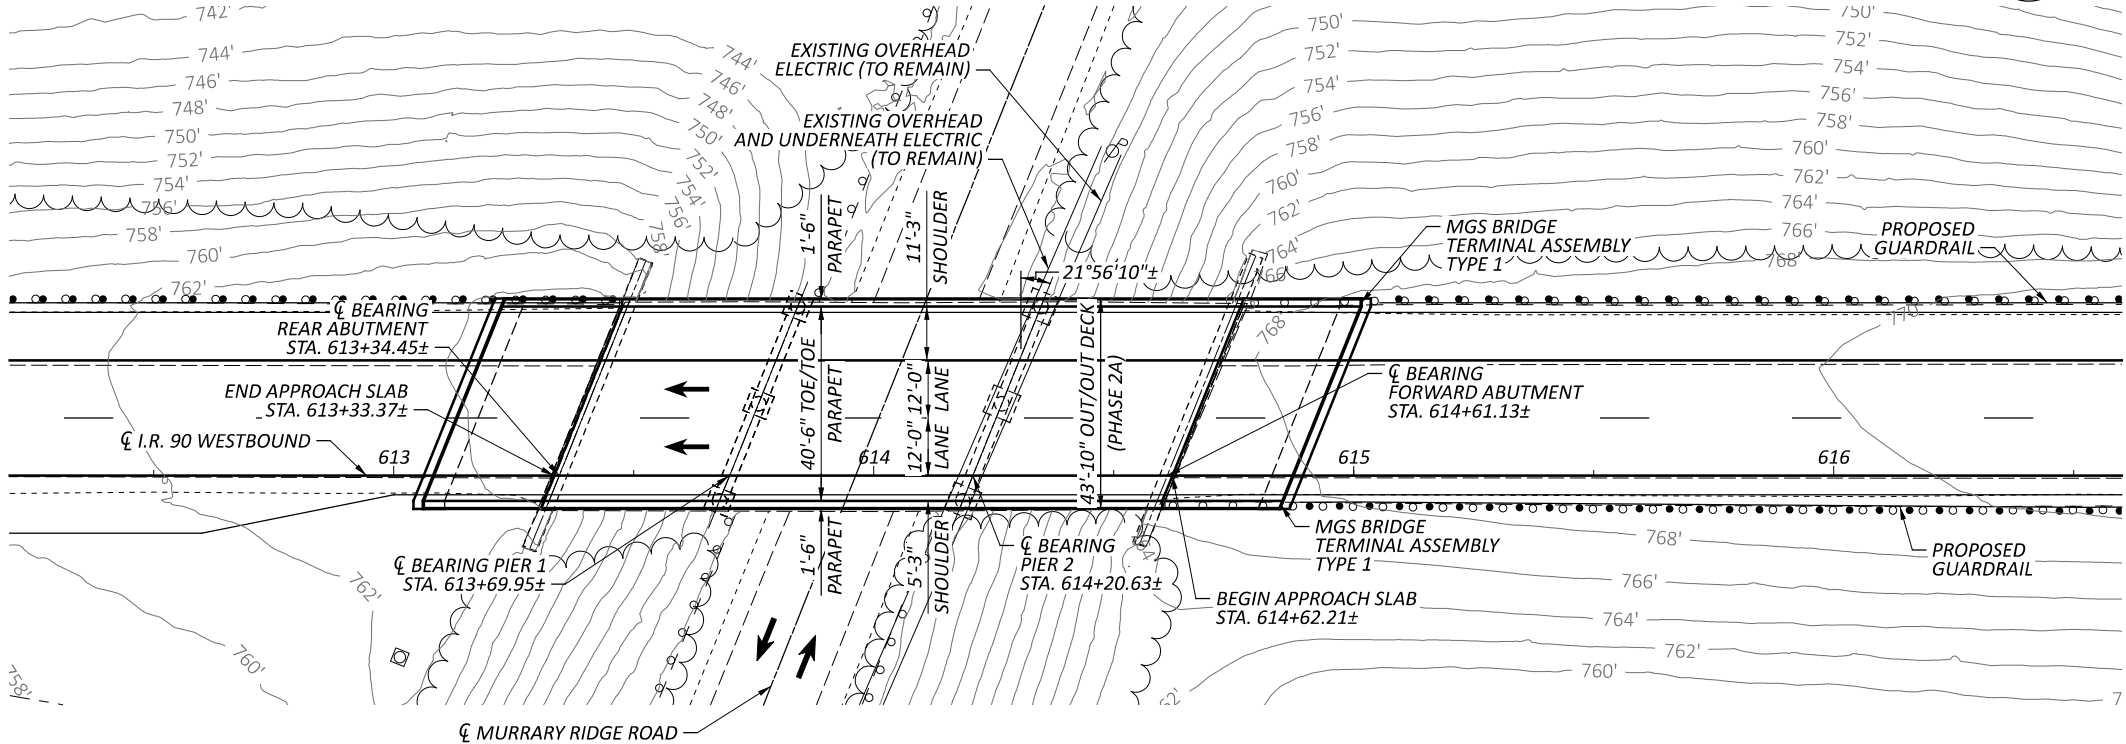 742'
744'
746'
748'
750'
752'
754'
756'
758'
760'
762'
744'
746'
748'
750'
752'
754'
756'
758'
EXISTING OVERHEAD
ELECTRIC (TO REMAIN)
EXISTING OVERHEAD
AND UNDERNEATH ELECTRIC
(TO REMAIN)
750'
752'
754'
756'
758'
760'
762'
764'
766'
768'
750'
752'
754'
756'
758'
760'
762'
764'
766'
768'
770'
MGS BRIDGE
TERMINAL ASSEMBLY
TYPE 1
PROPOSED
GUARDRAIL
21°56'10"±
1'-6"
PARAPET
11'-3"
SHOULDER
℄ BEARING
REAR ABUTMENT
STA. 613+34.45±
END APPROACH SLAB
STA. 613+33.37±
℄ I.R. 90 WESTBOUND
613
614
615
616
40'-6" TOE/TOE
PARAPET
12'-0"
LANE
12'-0"
LANE
43'-10" OUT/OUT DECK
(PHASE 2A)
℄ BEARING
FORWARD ABUTMENT
STA. 614+61.13±
1'-6"
PARAPET
5'-3"
SHOULDER
℄ BEARING PIER 1
STA. 613+69.95±
℄ BEARING
PIER 2
STA. 614+20.63±
MGS BRIDGE
TERMINAL ASSEMBLY
TYPE 1
BEGIN APPROACH SLAB
STA. 614+62.21±
PROPOSED
GUARDRAIL
768'
766'
764'
762'
760'
762'
760'
758'
℄ MURRARY RIDGE ROAD